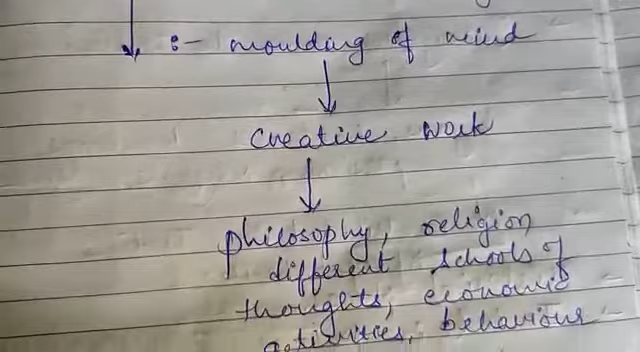 :- moulding of mind
creative work
philosophy, religion
different schools of
thoughts, economic
activities, behaviour